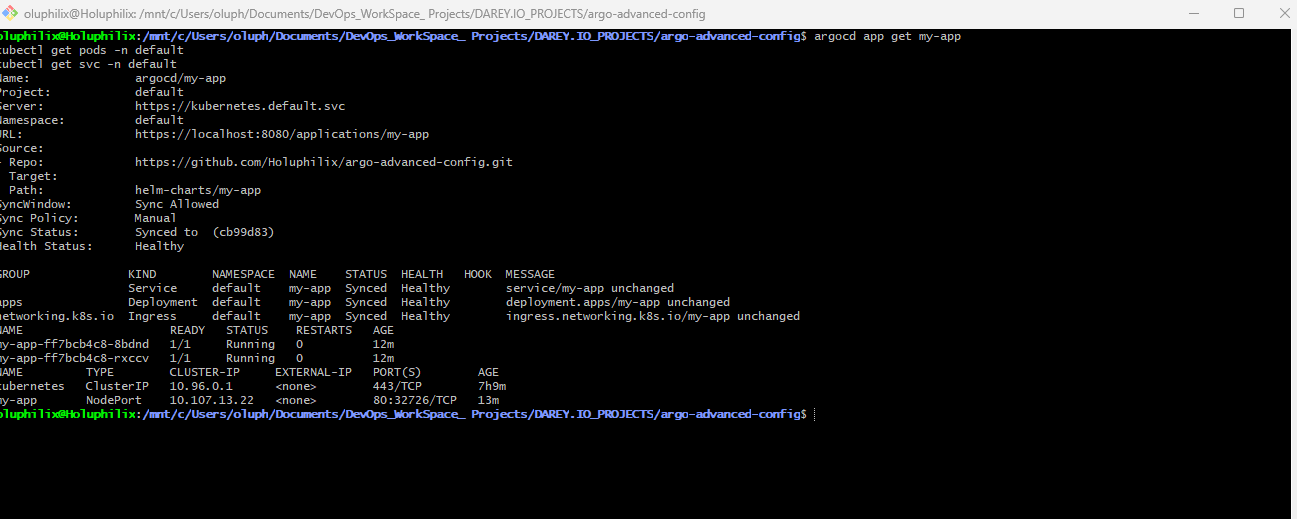 oluphilix@Holuphilix: /mnt/c/Users/oluph/Documents/DevOps_WorkSpace_ Projects/DAREY.IO_PROJECTS/argo-advanced-config
oluphilix@Holuphilix:/mnt/c/Users/oluph/Documents/DevOps_WorkSpace_ Projects/DAREY.IO_PROJECTS/argo-advanced-config$ argocd app get my-app
kubectl get pods -n default
kubectl get svc -n default
Name: argocd/my-app
Project: default
Server: https://kubernetes.default.svc
Namespace: default
URL: https://localhost:8080/applications/my-app
Source:
- Repo: https://github.com/Holuphilix/argo-advanced-config.git
Target:
Path: helm-charts/my-app
SyncWindow: Sync Allowed
Sync Policy: Manual
Sync Status: Synced to (cb99d83)
Health Status: Healthy
GROUP KIND NAMESPACE NAME STATUS HEALTH HOOK MESSAGE
Service default my-app Synced Healthy service/my-app unchanged
apps Deployment default my-app Synced Healthy deployment.apps/my-app unchanged
networking.k8s.io Ingress default my-app Synced Healthy ingress.networking.k8s.io/my-app unchanged
NAME READY STATUS RESTARTS AGE
my-app-ff7bcb4c8-8bdnd 1/1 Running 0 12m
my-app-ff7bcb4c8-rxccv 1/1 Running 0 12m
NAME TYPE CLUSTER-IP EXTERNAL-IP PORT(S) AGE
kubernetes ClusterIP 10.96.0.1 <none> 443/TCP 7h9m
my-app NodePort 10.107.13.22 <none> 80:32726/TCP 13m
oluphilix@Holuphilix:/mnt/c/Users/oluph/Documents/DevOps_WorkSpace_ Projects/DAREY.IO_PROJECTS/argo-advanced-config$